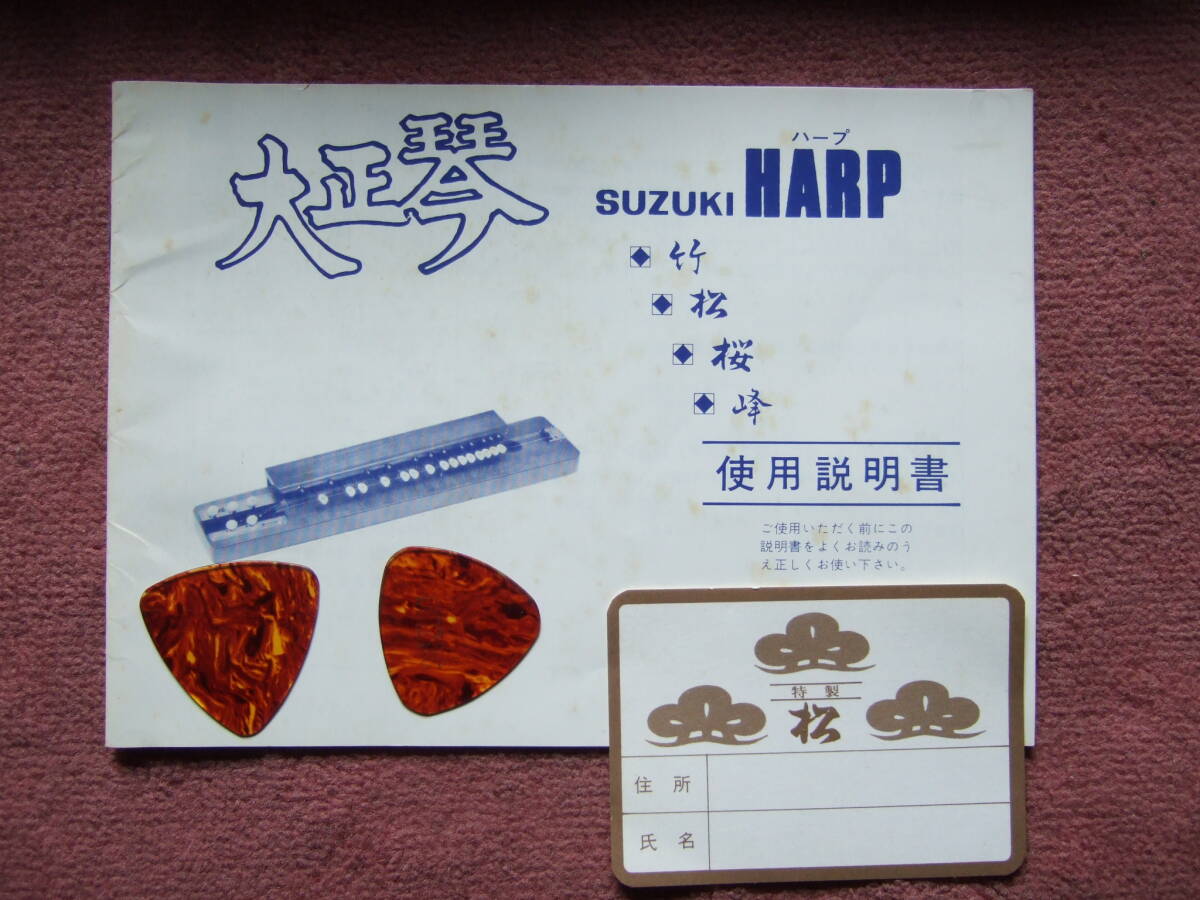 大正琴
ハープ
SUZUKI HARP
竹
松
桜
峰
使用説明書
ご使用いただく前にこの
説明書をよくお読みのう
え正しくお使い下さい。
特製
松
住所
氏名